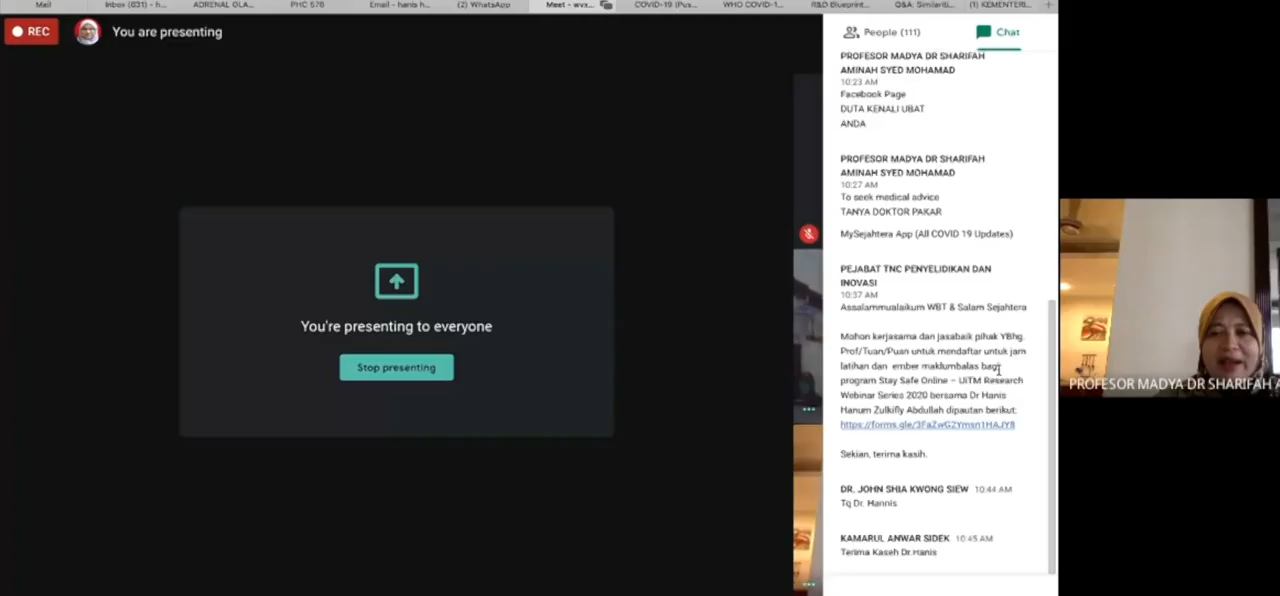 Mail
Inbox (631) - h...
ADRENAL GLA...
PHC 576
Email - hanis h...
(2) WhatsApp
Meet - wvx...
COVID-19 (Pus...
WHO COVID-1...
R&D Blueprint...
Q&A: Similariti...
(1) KEMENTERI...
REC
You are presenting
People (111)
Chat
PROFESOR MADYA DR SHARIFAH
AMINAH SYED MOHAMAD
10:23 AM
Facebook Page
DUTA KENALI UBAT
ANDA
PROFESOR MADYA DR SHARIFAH
AMINAH SYED MOHAMAD
10:27 AM
To seek medical advice
TANYA DOKTOR PAKAR
MySejahtera App (All COVID 19 Updates)
PEJABAT TNC PENYELIDIKAN DAN
INOVASI
10:37 AM
Assalammualaikum WBT & Salam Sejahtera
Mohon kerjasama dan jasabaik pihak YBhg.
Prof/Tuan/Puan untuk mendaftar untuk jam
latihan dan ember maklumbalas bagi
program Stay Safe Online – UiTM Research
Webinar Series 2020 bersama Dr Hanis
Hanum Zulkifly Abdullah dipautan berikut:
https://forms.gle/3FaZwG2Ymsn1HAJY8
Sekian, terima kasih.
DR. JOHN SHIA KWONG SIEW 10:44 AM
Tq Dr. Hannis
KAMARUL ANWAR SIDEK 10:45 AM
Terima Kaseh Dr.Hanis
You're presenting to everyone
Stop presenting
PROFESOR MADYA DR SHARIFAH A